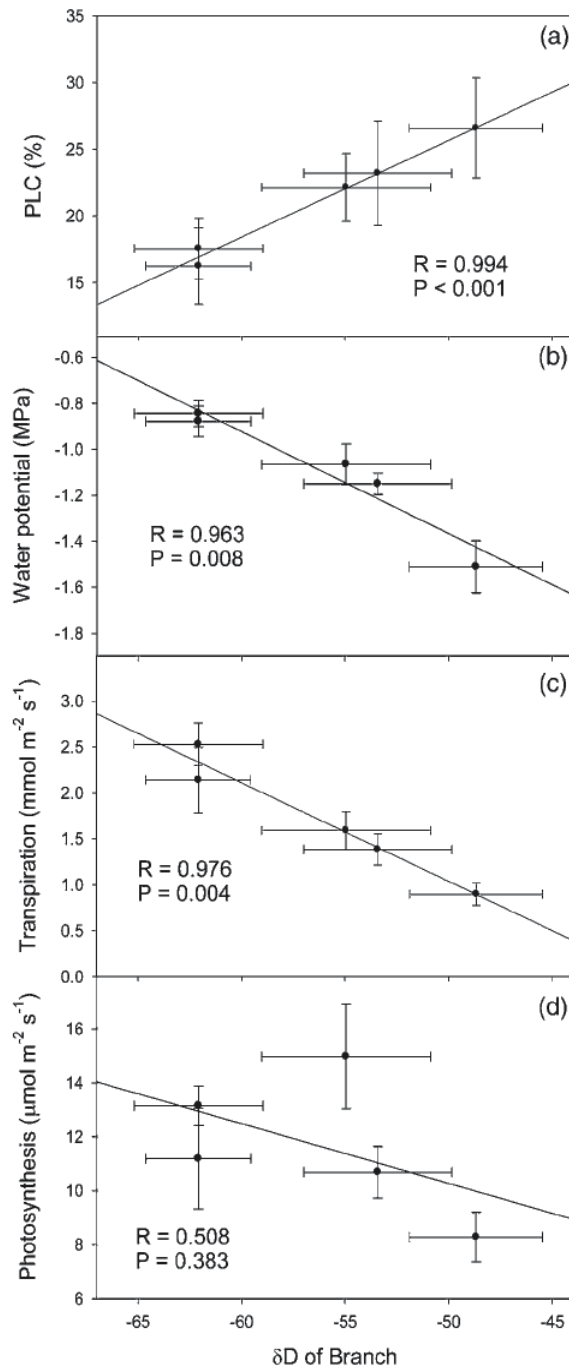 (a)
35
30
25
20
15
PLC (%)
R = 0.994
P < 0.001
(b)
-0.6
-0.8
-1.0
-1.2
-1.4
-1.6
-1.8
Water potential (MPa)
R = 0.963
P = 0.008
(c)
3.0
2.5
2.0
1.5
1.0
0.5
0.0
Transpiration (mmol m⁻² s⁻¹)
R = 0.976
P = 0.004
(d)
16
14
12
10
8
6
Photosynthesis (μmol m⁻² s⁻¹)
R = 0.508
P = 0.383
-65 -60 -55 -50 -45
δD of Branch